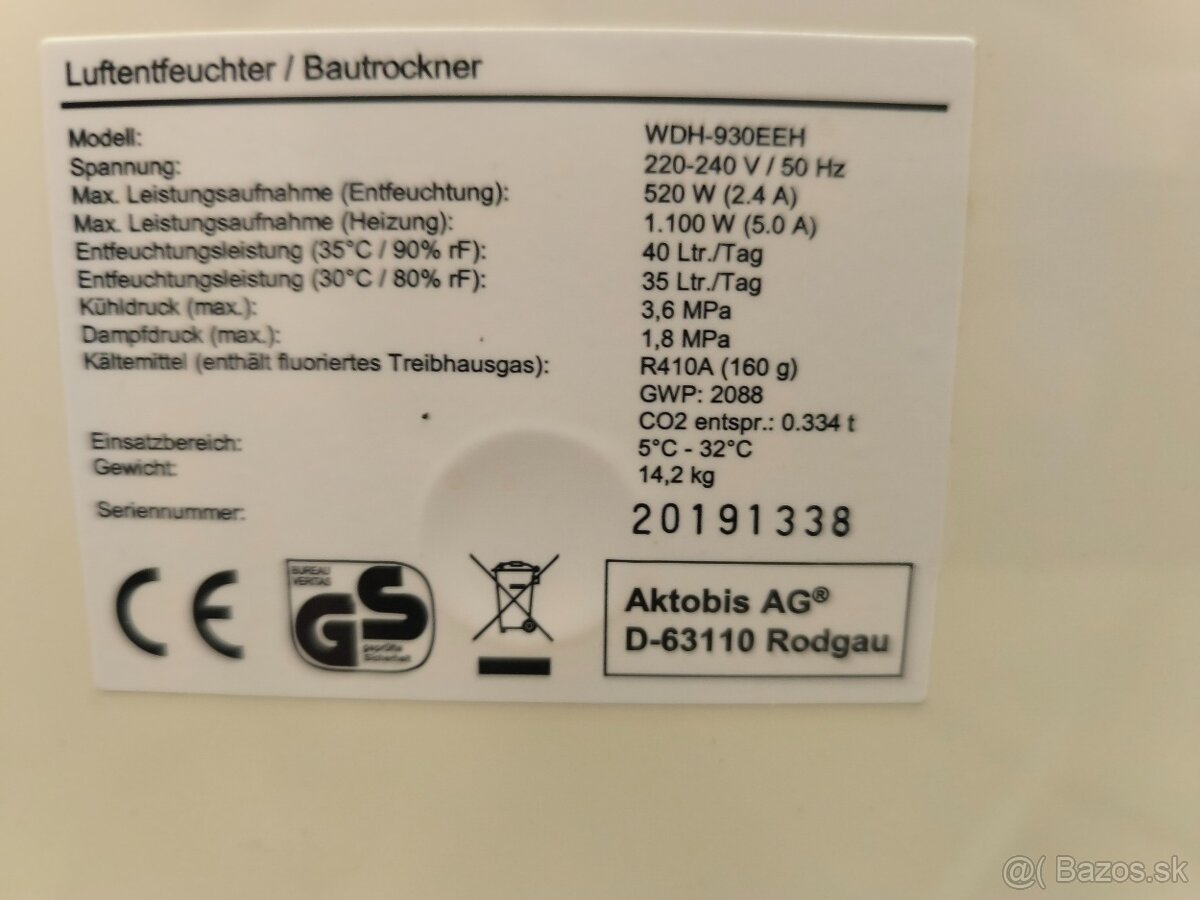 Luftentfeuchter / Bautrockner
Modell: WDH-930EEH
Spannung: 220-240 V / 50 Hz
Max. Leistungsaufnahme (Entfeuchtung): 520 W (2.4 A)
Max. Leistungsaufnahme (Heizung): 1.100 W (5.0 A)
Entfeuchtungsleistung (35°C / 90% rF): 40 Ltr./Tag
Entfeuchtungsleistung (30°C / 80% rF): 35 Ltr./Tag
Kühldruck (max.): 3,6 MPa
Dampfdruck (max.): 1,8 MPa
Kältemittel (enthält fluoriertes Treibhausgas): R410A (160 g)
GWP: 2088
CO2 entspr.: 0.334 t
Einsatzbereich: 5°C - 32°C
Gewicht: 14,2 kg
Seriennummer: 20191338
CE
BUREAU
VERITAS
GS
geprüfte
Sicherheit
Aktobis AG®
D-63110 Rodgau
@( Bazos.sk